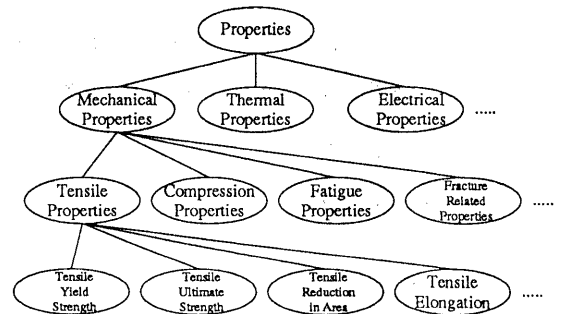 Properties
Mechanical
Properties
Thermal
Properties
Electrical
Properties
.....
Tensile
Properties
Compression
Properties
Fatigue
Properties
Fracture
Related
Properties
.....
Tensile
Yield
Strength
Tensile
Ultimate
Strength
Tensile
Reduction
in Area
Tensile
Elongation
.....